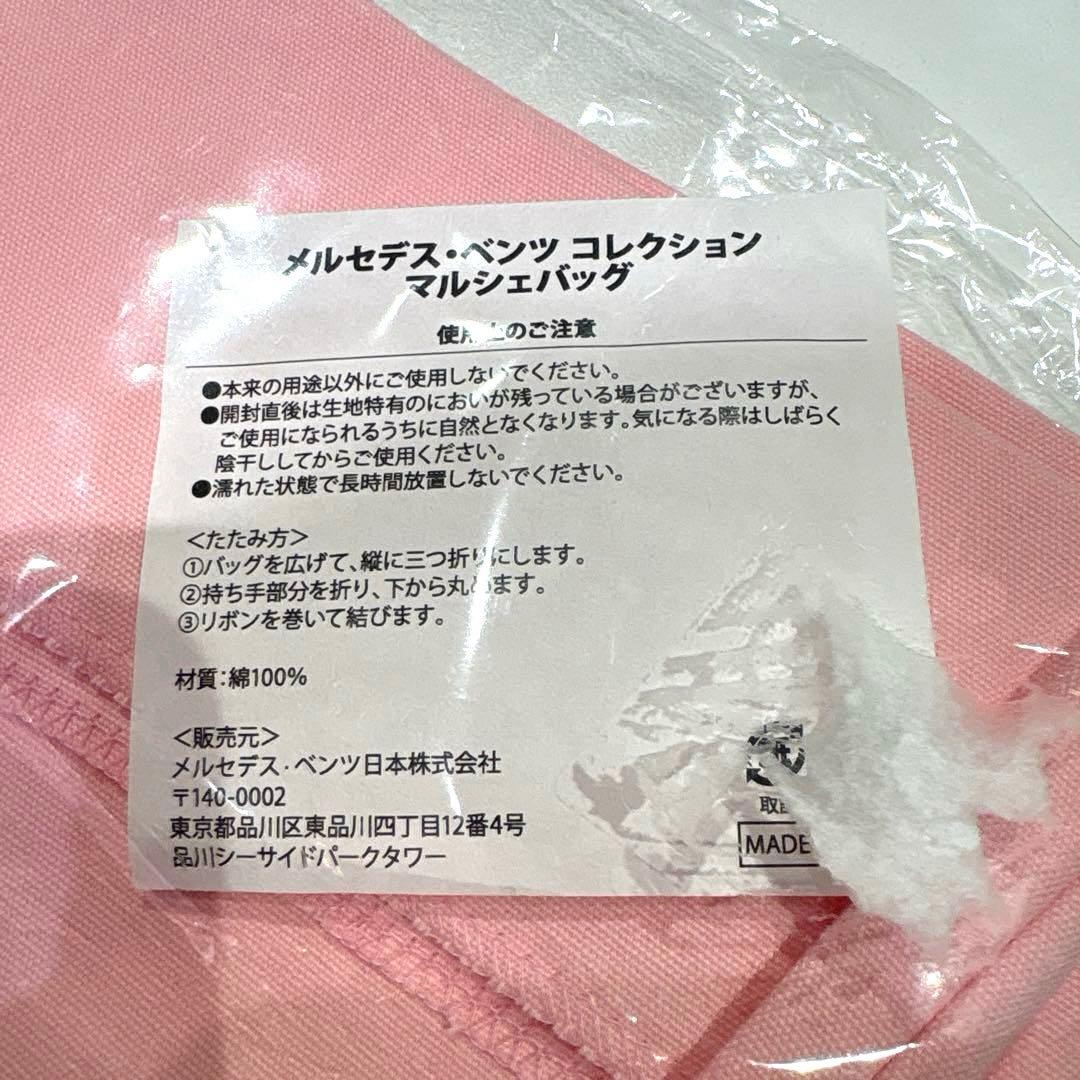 メルセデス・ベンツ コレクション
マルシェバッグ
使用上のご注意
●本来の用途以外にご使用しないでください。
●開封直後は生地特有のにおいが残っている場合がございますが、
ご使用になられるうちに自然となくなります。気になる際はしばらく
陰干ししてからご使用ください。
●濡れた状態で長時間放置しないでください。
＜たたみ方＞
①バッグを広げて、縦に三つ折りにします。
②持ち手部分を折り、下から丸めます。
③リボンを巻いて結びます。
材質：綿100%
＜販売元＞
メルセデス・ベンツ日本株式会社
〒140-0002
東京都品川区東品川四丁目12番4号
品川シーサイドパークタワー
取
MADE